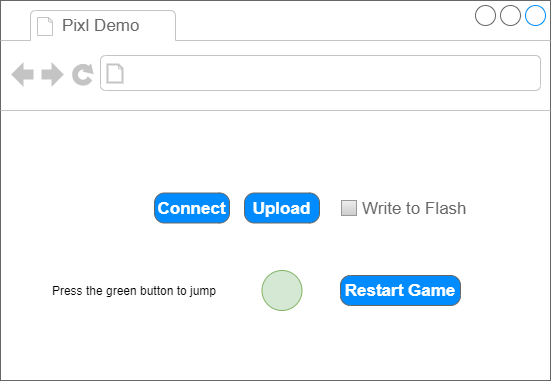 Pixl Demo
Connect
Upload
Write to Flash
Press the green button to jump
Restart Game